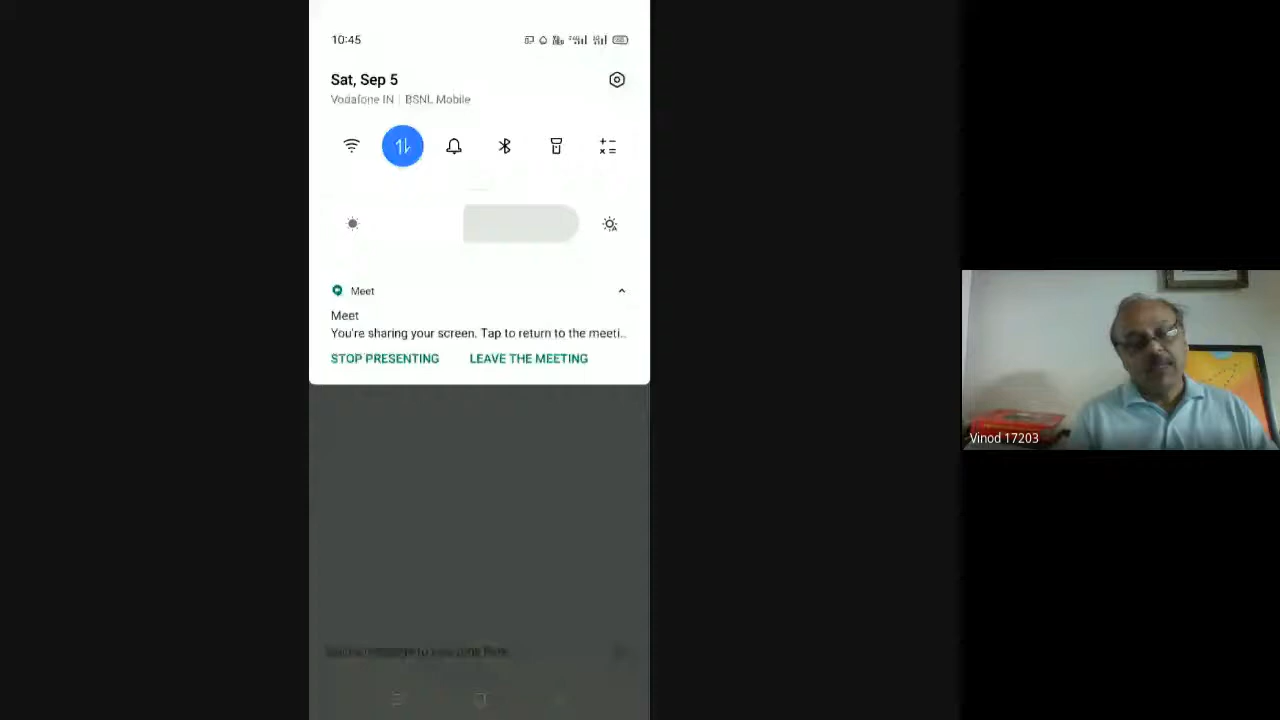 10:45
Sat, Sep 5
Vodafone IN | BSNL Mobile
Meet
Meet
You're sharing your screen. Tap to return to the meeti..
STOP PRESENTING
LEAVE THE MEETING
Vinod 17203